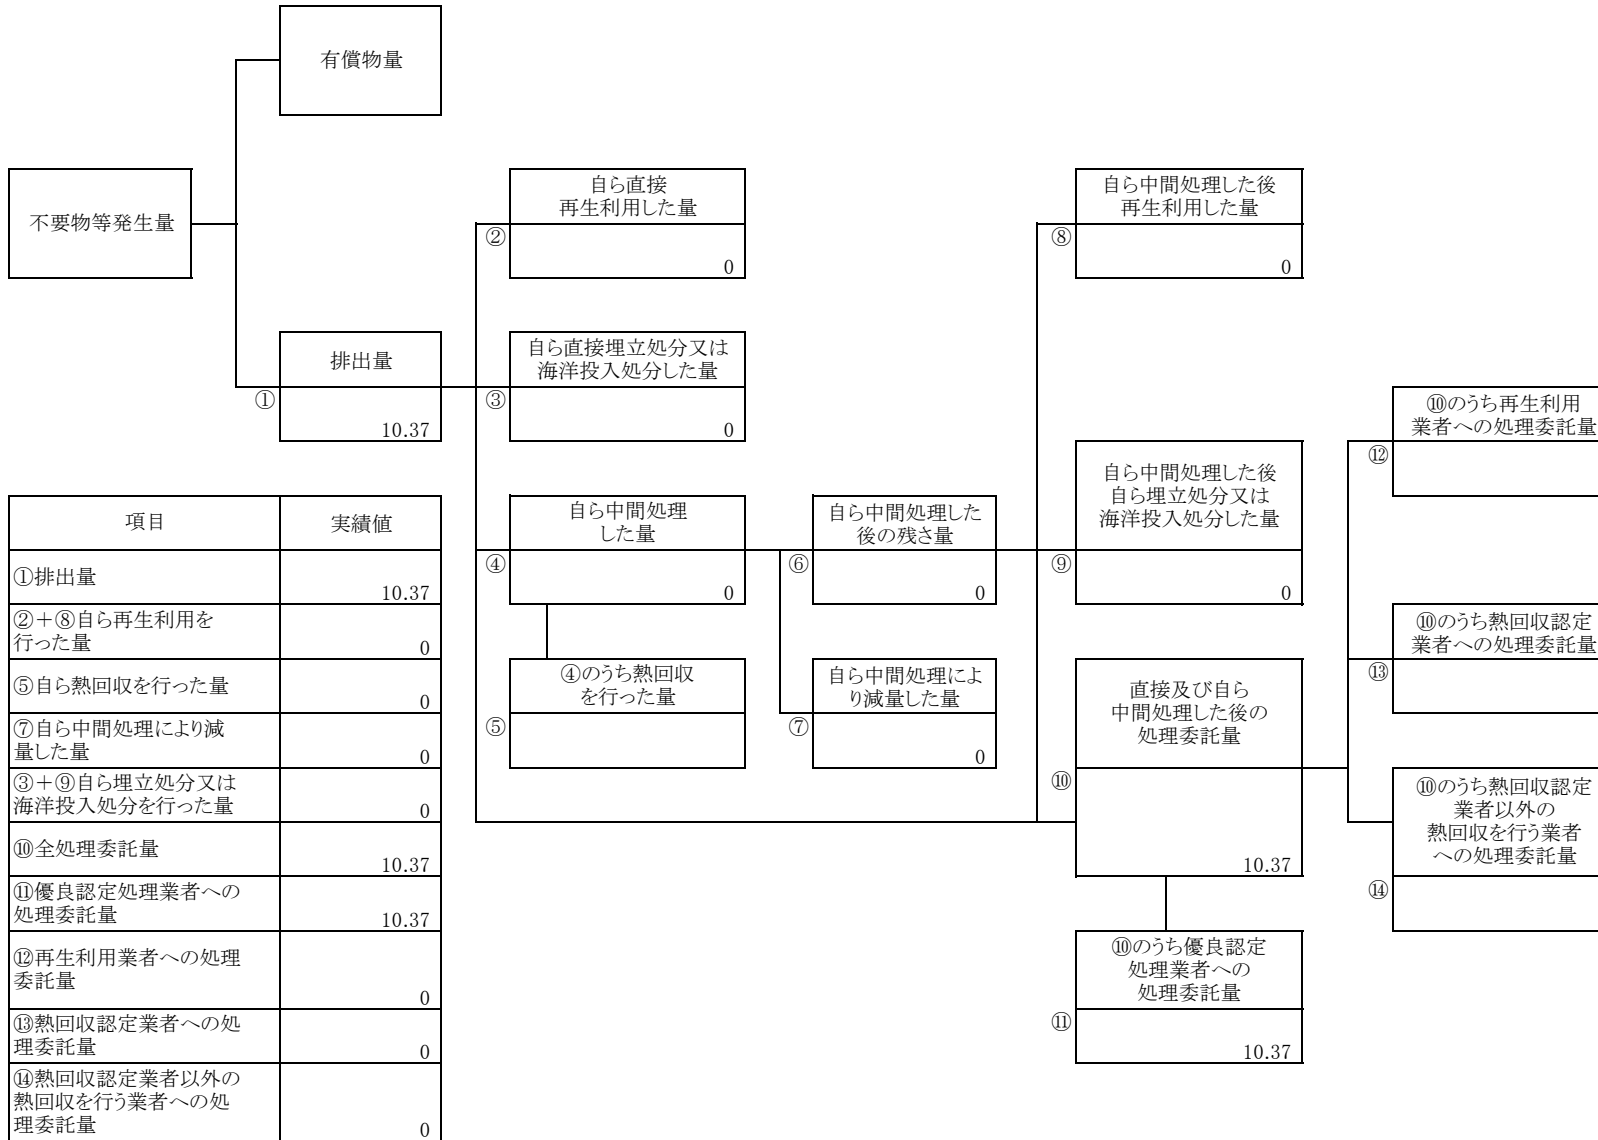 有償物量
不要物等発生量
自ら直接
再生利用した量
②
0
自ら中間処理した後
再生利用した量
⑧
0
排出量
①
10.37
自ら直接埋立処分又は
海洋投入処分した量
③
0
⑩のうち再生利用
業者への処理委託量
⑫
自ら中間処理
した量
④
0
自ら中間処理した
後の残さ量
⑥
0
自ら中間処理した後
自ら埋立処分又は
海洋投入処分した量
⑨
0
④のうち熱回収
を行った量
⑤
自ら中間処理によ
り減量した量
⑦
0
直接及び自ら
中間処理した後の
処理委託量
⑩
10.37
⑩のうち熱回収認定
業者への処理委託量
⑬
⑩のうち熱回収認定
業者以外の
熱回収を行う業者
への処理委託量
⑭
⑩のうち優良認定
処理業者への
処理委託量
⑪
10.37
項目 実績値
①排出量 10.37
②＋⑧自ら再生利用を
行った量 0
⑤自ら熱回収を行った量 0
⑦自ら中間処理により減
量した量 0
③＋⑨自ら埋立処分又は
海洋投入処分を行った量 0
⑩全処理委託量 10.37
⑪優良認定処理業者への
処理委託量 10.37
⑫再生利用業者への処理
委託量 0
⑬熱回収認定業者への処
理委託量 0
⑭熱回収認定業者以外の
熱回収を行う業者への処
理委託量 0